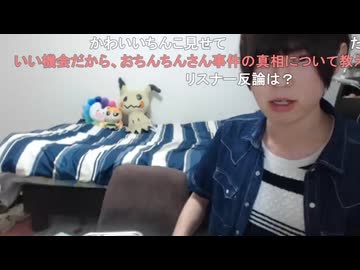 かわいいちんこ見せて
た
いい機会だから、おちんちんさん事件の真相について教え
リスナー反論は？